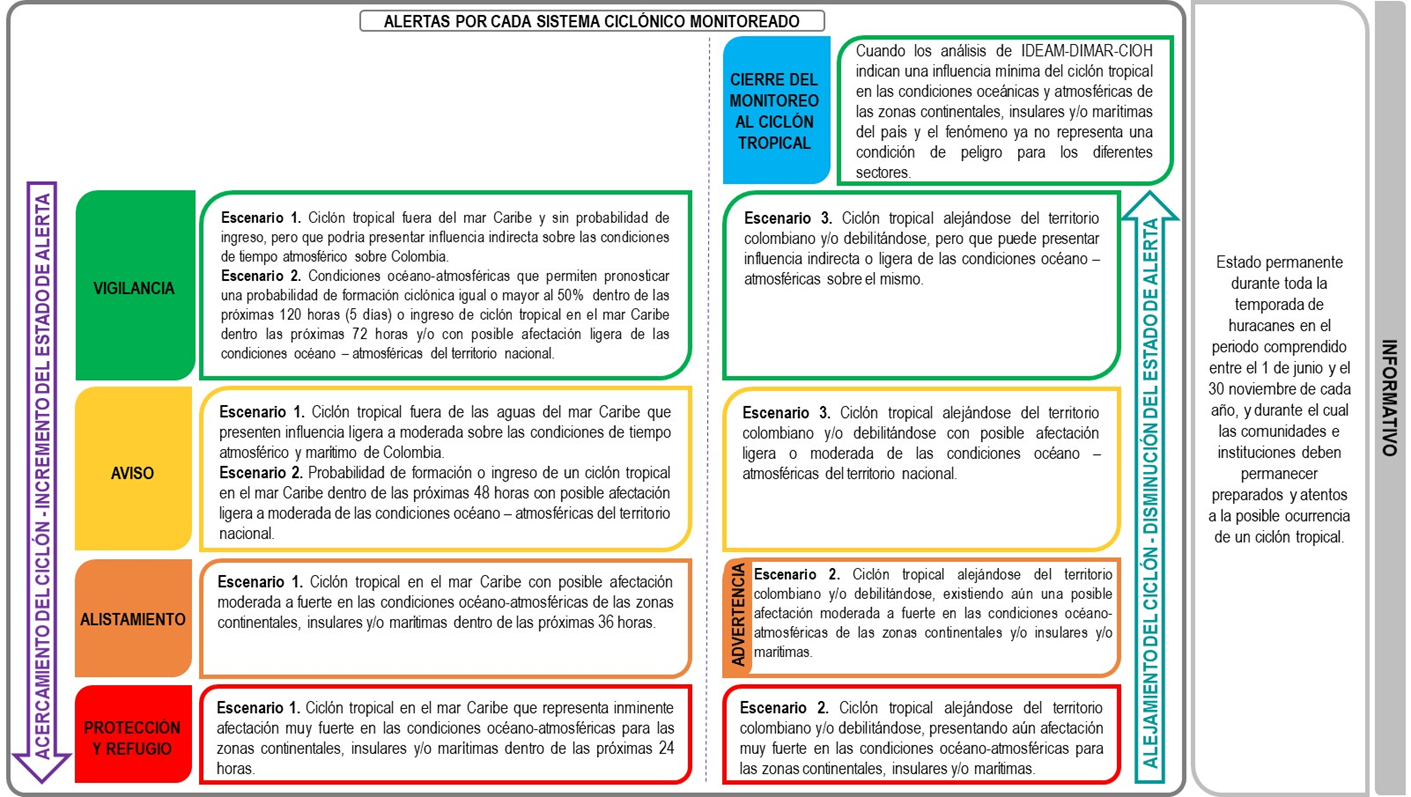 ALERTAS POR CADA SISTEMA CICLÓNICO MONITOREADO
CIERRE DEL
MONITOREO
AL CICLÓN
TROPICAL
Cuando los análisis de IDEAM-DIMAR-CIOH
indican una influencia mínima del ciclón tropical
en las condiciones oceánicas y atmosféricas de
las zonas continentales, insulares y/o marítimas
del país y el fenómeno ya no representa una
condición de peligro para los diferentes
sectores.
ACERCAMIENTO DEL CICLÓN - INCREMENTO DEL ESTADO DE ALERTA
VIGILANCIA
Escenario 1. Ciclón tropical fuera del mar Caribe y sin probabilidad de
ingreso, pero que podría presentar influencia indirecta sobre las condiciones
de tiempo atmosférico sobre Colombia.
Escenario 2. Condiciones océano-atmosféricas que permiten pronosticar
una probabilidad de formación ciclónica igual o mayor al 50% dentro de las
próximas 120 horas (5 días) o ingreso de ciclón tropical en el mar Caribe
dentro las próximas 72 horas y/o con posible afectación ligera de las
condiciones océano – atmosféricas del territorio nacional.
Escenario 3. Ciclón tropical alejándose del territorio
colombiano y/o debilitándose, pero que puede presentar
influencia indirecta o ligera de las condiciones océano –
atmosféricas sobre el mismo.
AVISO
Escenario 1. Ciclón tropical fuera de las aguas del mar Caribe que
presenten influencia ligera a moderada sobre las condiciones de tiempo
atmosférico y marítimo de Colombia.
Escenario 2. Probabilidad de formación o ingreso de un ciclón tropical
en el mar Caribe dentro de las próximas 48 horas con posible afectación
ligera a moderada de las condiciones océano – atmosféricas del territorio
nacional.
Escenario 3. Ciclón tropical alejándose del territorio
colombiano y/o debilitándose con posible afectación
ligera o moderada de las condiciones océano –
atmosféricas del territorio nacional.
ALISTAMIENTO
Escenario 1. Ciclón tropical en el mar Caribe con posible afectación
moderada a fuerte en las condiciones océano-atmosféricas de las zonas
continentales, insulares y/o marítimas dentro de las próximas 36 horas.
ADVERTENCIA
Escenario 2. Ciclón tropical alejándose del territorio
colombiano y/o debilitándose, existiendo aún una posible
afectación moderada a fuerte en las condiciones océano-
atmosféricas de las zonas continentales y/o insulares y/o
marítimas.
PROTECCIÓN
Y REFUGIO
Escenario 1. Ciclón tropical en el mar Caribe que representa inminente
afectación muy fuerte en las condiciones océano-atmosféricas para las
zonas continentales, insulares y/o marítimas dentro de las próximas 24
horas.
Escenario 2. Ciclón tropical alejándose del territorio
colombiano y/o debilitándose, presentando aún afectación
muy fuerte en las condiciones océano-atmosféricas para
las zonas continentales, insulares y/o marítimas.
ALEJAMIENTO DEL CICLÓN - DISMINUCIÓN DEL ESTADO DE ALERTA
Estado permanente
durante toda la
temporada de
huracanes en el
periodo comprendido
entre el 1 de junio y el
30 noviembre de cada
año, y durante el cual
las comunidades e
instituciones deben
permanecer
preparados y atentos
a la posible ocurrencia
de un ciclón tropical.
INFORMATIVO